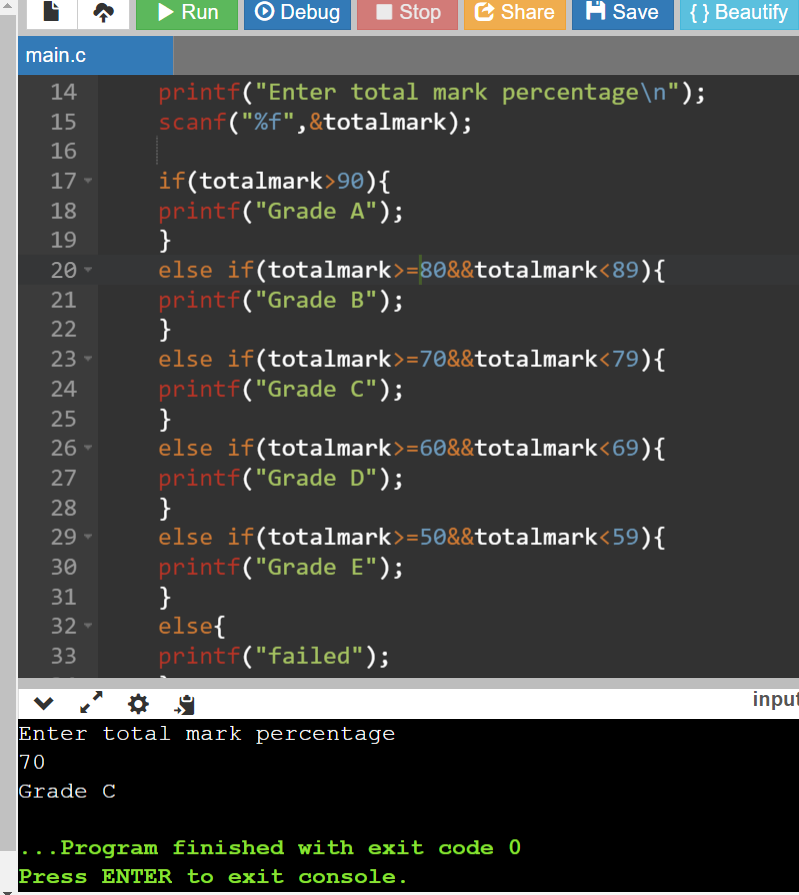 Run Debug Stop Share Save { } Beautify
main.c
14 printf("Enter total mark percentage\n");
15 scanf("%f",&totalmark);
16
17 if(totalmark>90){
18 printf("Grade A");
19 }
20 else if(totalmark>=80&&totalmark<89){
21 printf("Grade B");
22 }
23 else if(totalmark>=70&&totalmark<79){
24 printf("Grade C");
25 }
26 else if(totalmark>=60&&totalmark<69){
27 printf("Grade D");
28 }
29 else if(totalmark>=50&&totalmark<59){
30 printf("Grade E");
31 }
32 else{
33 printf("failed");
input
Enter total mark percentage
70
Grade C
...Program finished with exit code 0
Press ENTER to exit console.